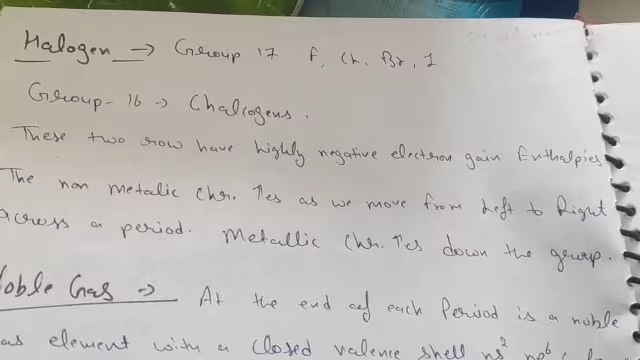 Halogen → Group 17 F, Cl, Br, I
Group-16 → Chalcogens.
These two row have highly negative electron gain Enthalpies.
The non metalic Chr. ↑es as we move from Left to Right
across a period. Metallic Chr. ↑es down the group.
Noble Gas →
At the end of each Period is a noble
gas element with a closed valence shell ns² np⁶